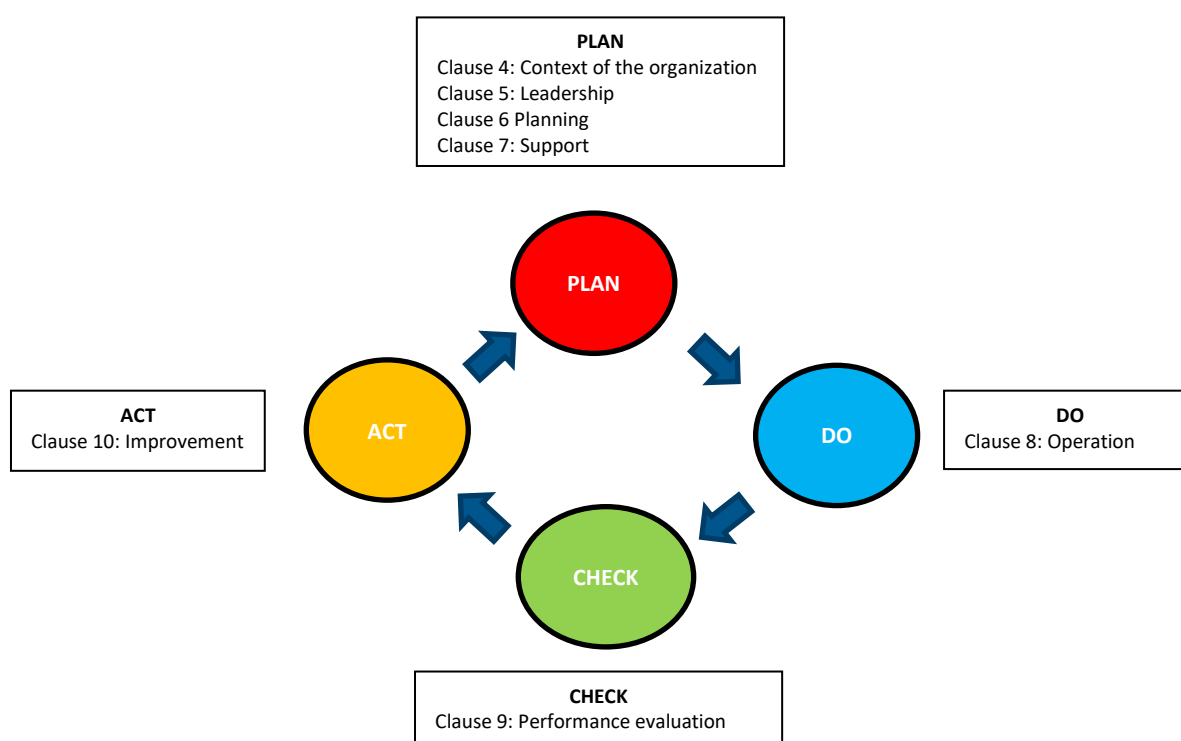 PLAN
Clause 4: Context of the organization
Clause 5: Leadership
Clause 6 Planning
Clause 7: Support
PLAN
ACT
Clause 10: Improvement
ACT
DO
DO
Clause 8: Operation
CHECK
CHECK
Clause 9: Performance evaluation